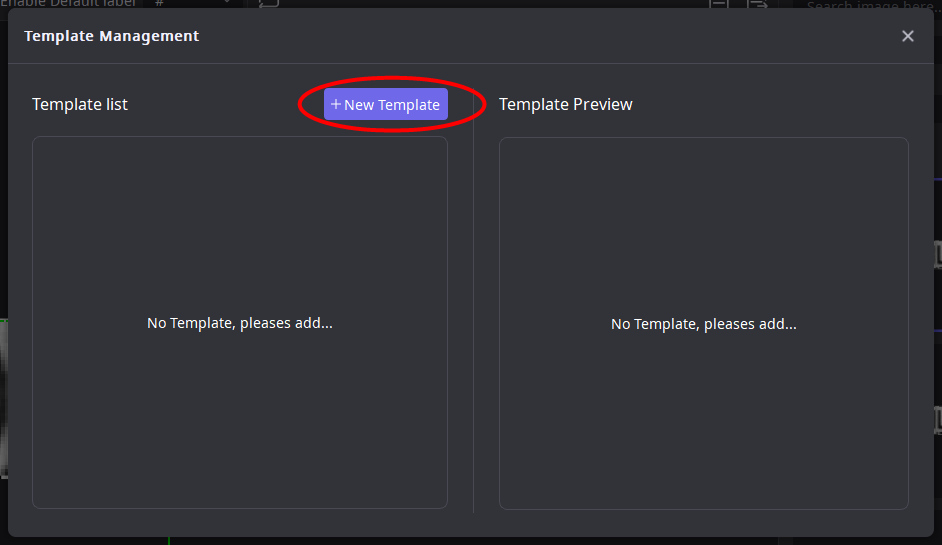 Enable Default label #
Search image here...
Template Management
Template list
+ New Template
Template Preview
No Template, pleases add...
No Template, pleases add...